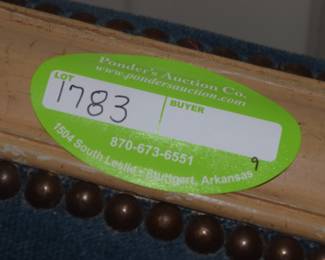 Ponder's Auction Co.
www.pondersauction.com
LOT
1783
BUYER
870-673-6551
9
1504 South Leslie • Stuttgart, Arkansas